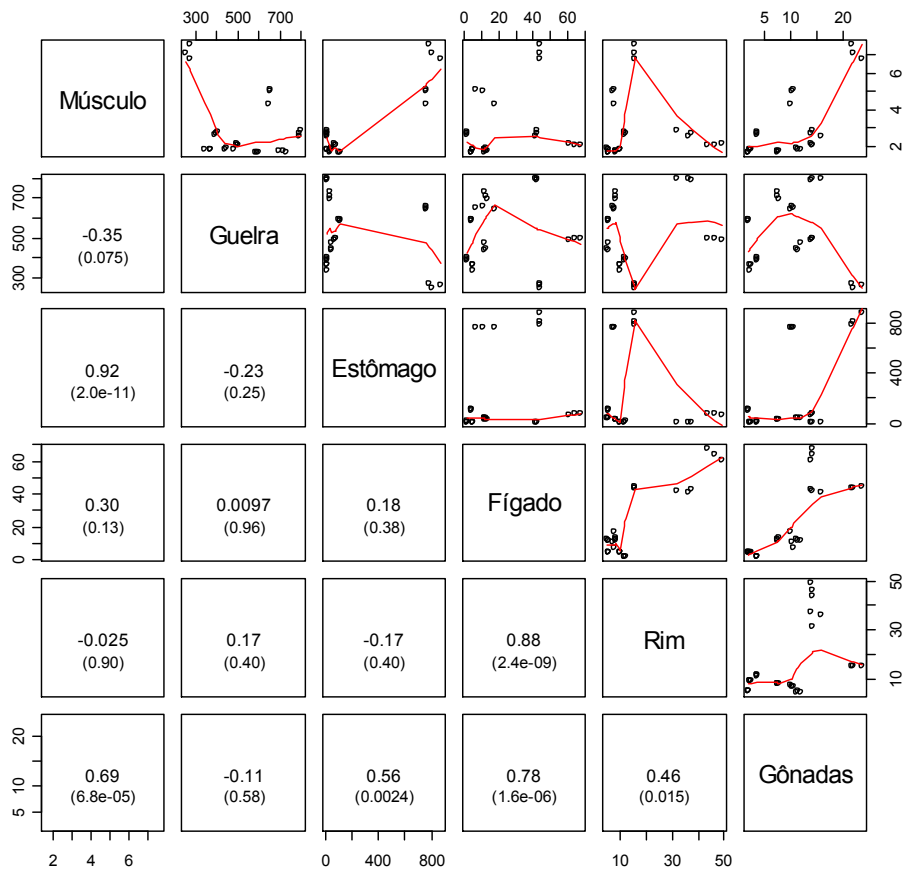 300 500 700
0 20 40 60
5 10 20
Músculo
2 4 6
300 500 700
-0.35
(0.075)
Guelra
0.92
(2.0e-11)
-0.23
(0.25)
Estômago
0 400 800
0 20 40 60
0.30
(0.13)
0.0097
(0.96)
0.18
(0.38)
Fígado
-0.025
(0.90)
0.17
(0.40)
-0.17
(0.40)
0.88
(2.4e-09)
Rim
10 30 50
5 10 20
0.69
(6.8e-05)
-0.11
(0.58)
0.56
(0.0024)
0.78
(1.6e-06)
0.46
(0.015)
Gônadas
2 4 6
0 400 800
10 30 50